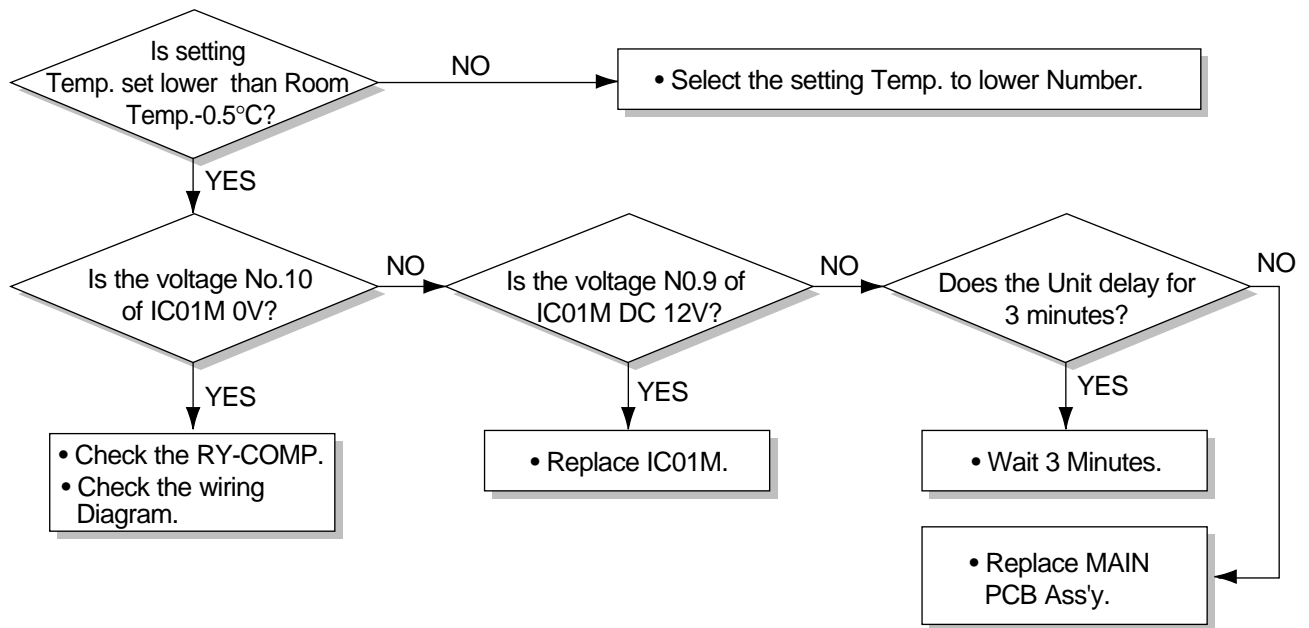 Is setting
Temp. set lower than Room
Temp.-0.5°C?
NO
• Select the setting Temp. to lower Number.
YES
Is the voltage No.10
of IC01M 0V?
NO
Is the voltage N0.9 of
IC01M DC 12V?
NO
Does the Unit delay for
3 minutes?
NO
YES
YES
YES
• Check the RY-COMP.
• Check the wiring
Diagram.
• Replace IC01M.
• Wait 3 Minutes.
• Replace MAIN
PCB Ass'y.